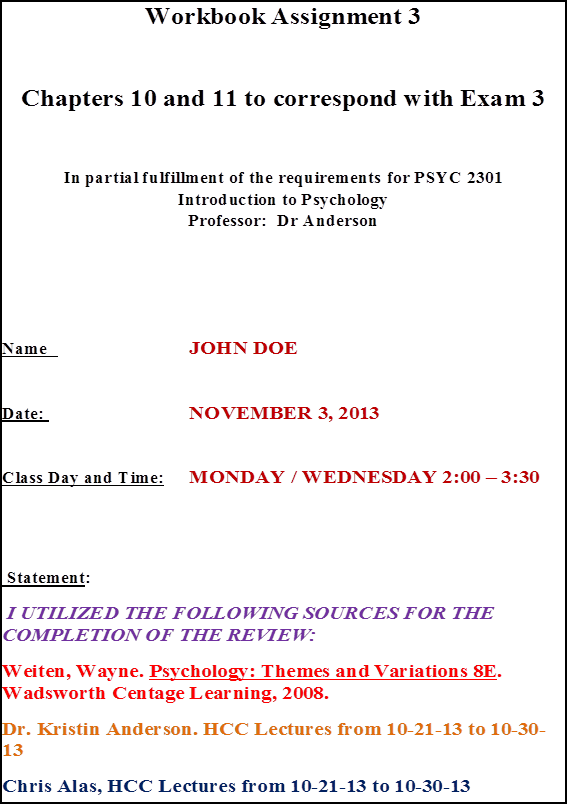 Workbook Assignment 3
Chapters 10 and 11 to correspond with Exam 3
In partial fulfillment of the requirements for PSYC 2301
Introduction to Psychology
Professor: Dr Anderson
Name JOHN DOE
Date: NOVEMBER 3, 2013
Class Day and Time: MONDAY / WEDNESDAY 2:00 – 3:30
Statement:
I UTILIZED THE FOLLOWING SOURCES FOR THE
COMPLETION OF THE REVIEW:
Weiten, Wayne. Psychology: Themes and Variations 8E.
Wadsworth Centage Learning, 2008.
Dr. Kristin Anderson. HCC Lectures from 10-21-13 to 10-30-
13
Chris Alas, HCC Lectures from 10-21-13 to 10-30-13